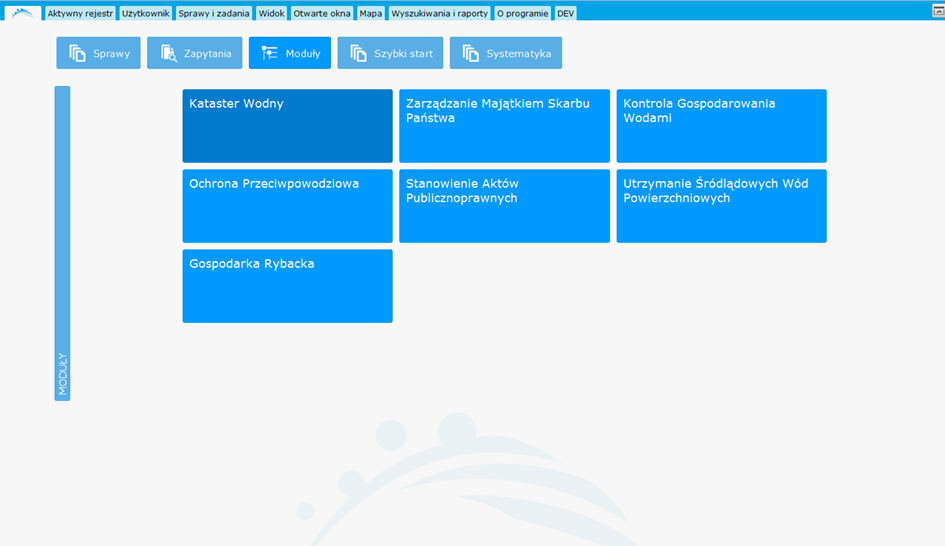 Aktywny rejestr Użytkownik Sprawy i zadania Widok Otwarte okna Mapa Wyszukiwania i raporty O programie DEV
Sprawy Zapytania Moduły Szybki start Systematyka
MODUŁY
Kataster Wodny
Zarządzanie Majątkiem Skarbu
Państwa
Kontrola Gospodarowania
Wodami
Ochrona Przeciwpowodziowa
Stanowienie Aktów
Publicznoprawnych
Utrzymanie Śródlądowych Wód
Powierzchniowych
Gospodarka Rybacka